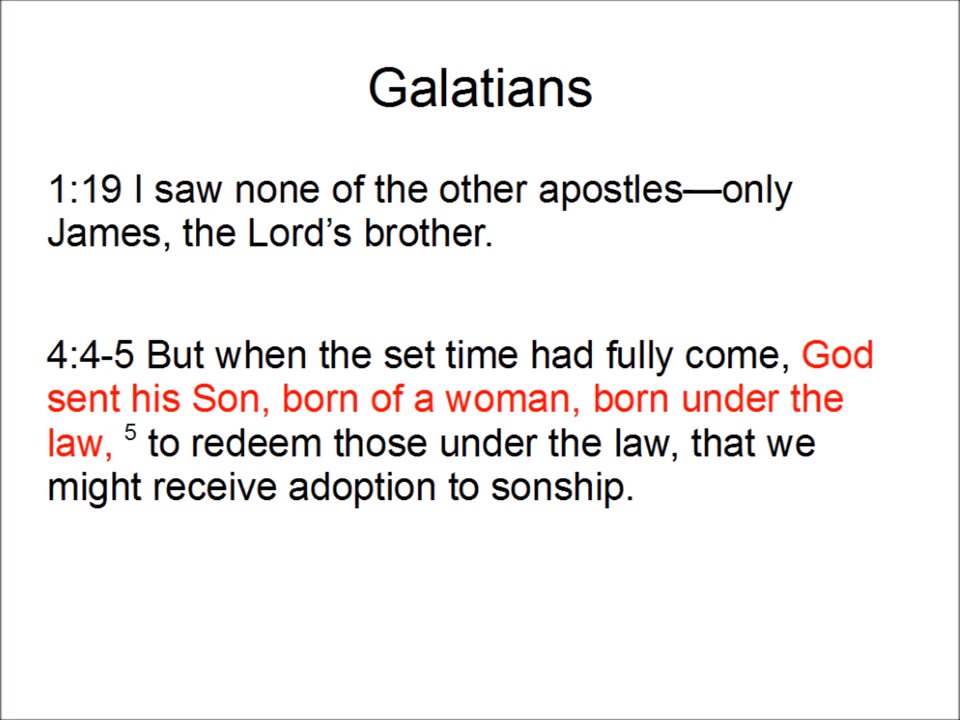 Galatians
1:19 I saw none of the other apostles—only
James, the Lord’s brother.
4:4-5 But when the set time had fully come, God
sent his Son, born of a woman, born under the
law, 5 to redeem those under the law, that we
might receive adoption to sonship.